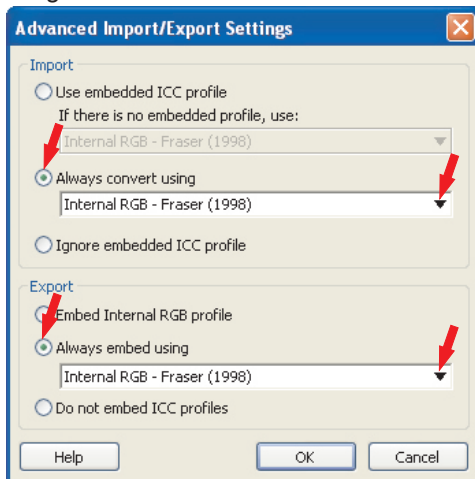 Advanced Import/Export Settings
Import
Use embedded ICC profile
If there is no embedded profile, use:
Internal RGB - Fraser (1998)
Always convert using
Internal RGB - Fraser (1998)
Ignore embedded ICC profile
Export
Embed Internal RGB profile
Always embed using
Internal RGB - Fraser (1998)
Do not embed ICC profiles
Help OK Cancel